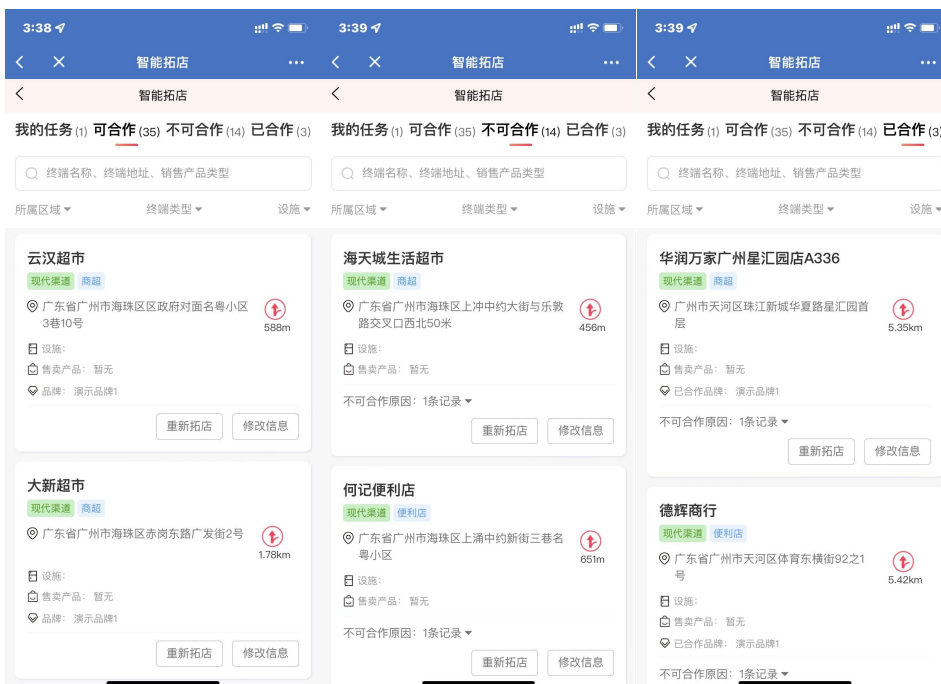 3:38
智能拓店
智能拓店
我的任务(1) 可合作(35) 不可合作(14) 已合作(3)
终端名称、终端地址、销售产品类型
所属区域 终端类型 设施
云汉超市
现代渠道 商超
广东省广州市海珠区区政府对面名粤小区
3巷10号
588m
设施:
售卖产品: 暂无
品牌: 演示品牌1
重新拓店 修改信息
大新超市
现代渠道 商超
广东省广州市海珠区赤岗东路广发街2号
1.78km
设施:
售卖产品: 暂无
品牌: 演示品牌1
重新拓店 修改信息
3:39
智能拓店
智能拓店
我的任务(1) 可合作(35) 不可合作(14) 已合作(3)
终端名称、终端地址、销售产品类型
所属区域 终端类型 设施
海天城生活超市
现代渠道 商超
广东省广州市海珠区上冲中约大街与乐敦
路交叉口西北50米
456m
设施:
售卖产品: 暂无
不可合作原因: 1条记录
重新拓店 修改信息
何记便利店
现代渠道 便利店
广东省广州市海珠区上涌中约新街三巷名
粤小区
651m
设施:
售卖产品: 暂无
不可合作原因: 1条记录
重新拓店 修改信息
3:39
智能拓店
智能拓店
我的任务(1) 可合作(35) 不可合作(14) 已合作(3)
终端名称、终端地址、销售产品类型
所属区域 终端类型 设施
华润万家广州星汇园店A336
现代渠道 商超
广州市天河区珠江新城华夏路星汇园首
层
5.35km
设施:
售卖产品: 暂无
已合作品牌: 演示品牌1
不可合作原因: 1条记录
重新拓店 修改信息
德辉商行
现代渠道 便利店
广东省广州市天河区体育东横街92之1
号
5.42km
设施:
售卖产品: 暂无
已合作品牌: 演示品牌1
不可合作原因: 1条记录